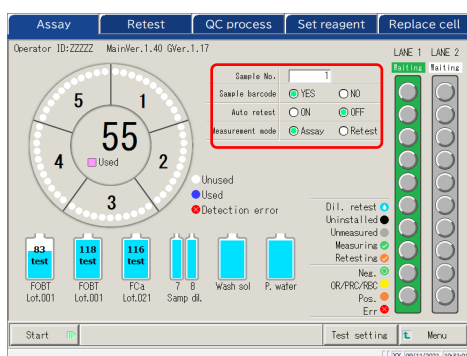 Assay Retest QC process Set reagent Replace cell
Operator ID:ZZZZZ MainVer.1.40 GVer.1.17
LANE 1 LANE 2
Waiting Waiting
Sample No. 1
Sample barcode YES NO
Auto retest ON OFF
Measurement mode Assay Retest
5 1
55
Used
4 2
3
Unused
Used
Detection error
Dil. retest
Uninstalled
Unmeasured
Measuring
Retesting
Neg.
OR/PRC/RBC
Pos.
Err
83 test
118 test
116 test
FOBT Lot.001
FOBT Lot.001
FCa Lot.021
7 8
Samp dil.
Wash sol
P. water
Start Test setting Menu